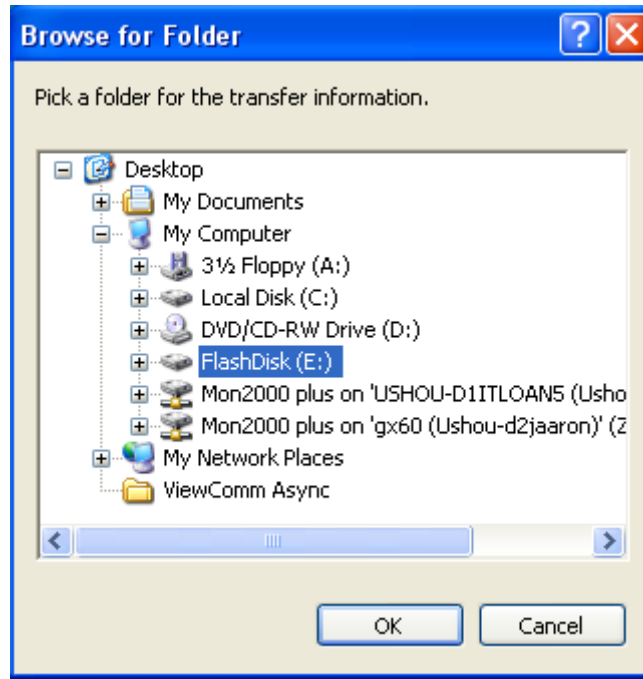 Browse for Folder
Pick a folder for the transfer information.
Desktop
My Documents
My Computer
3½ Floppy (A:)
Local Disk (C:)
DVD/CD-RW Drive (D:)
FlashDisk (E:)
Mon2000 plus on 'USHOU-D1ITLOAN5 (Usho
Mon2000 plus on 'gx60 (Ushou-d2jaaron)' (Z
My Network Places
ViewComm Async
OK Cancel